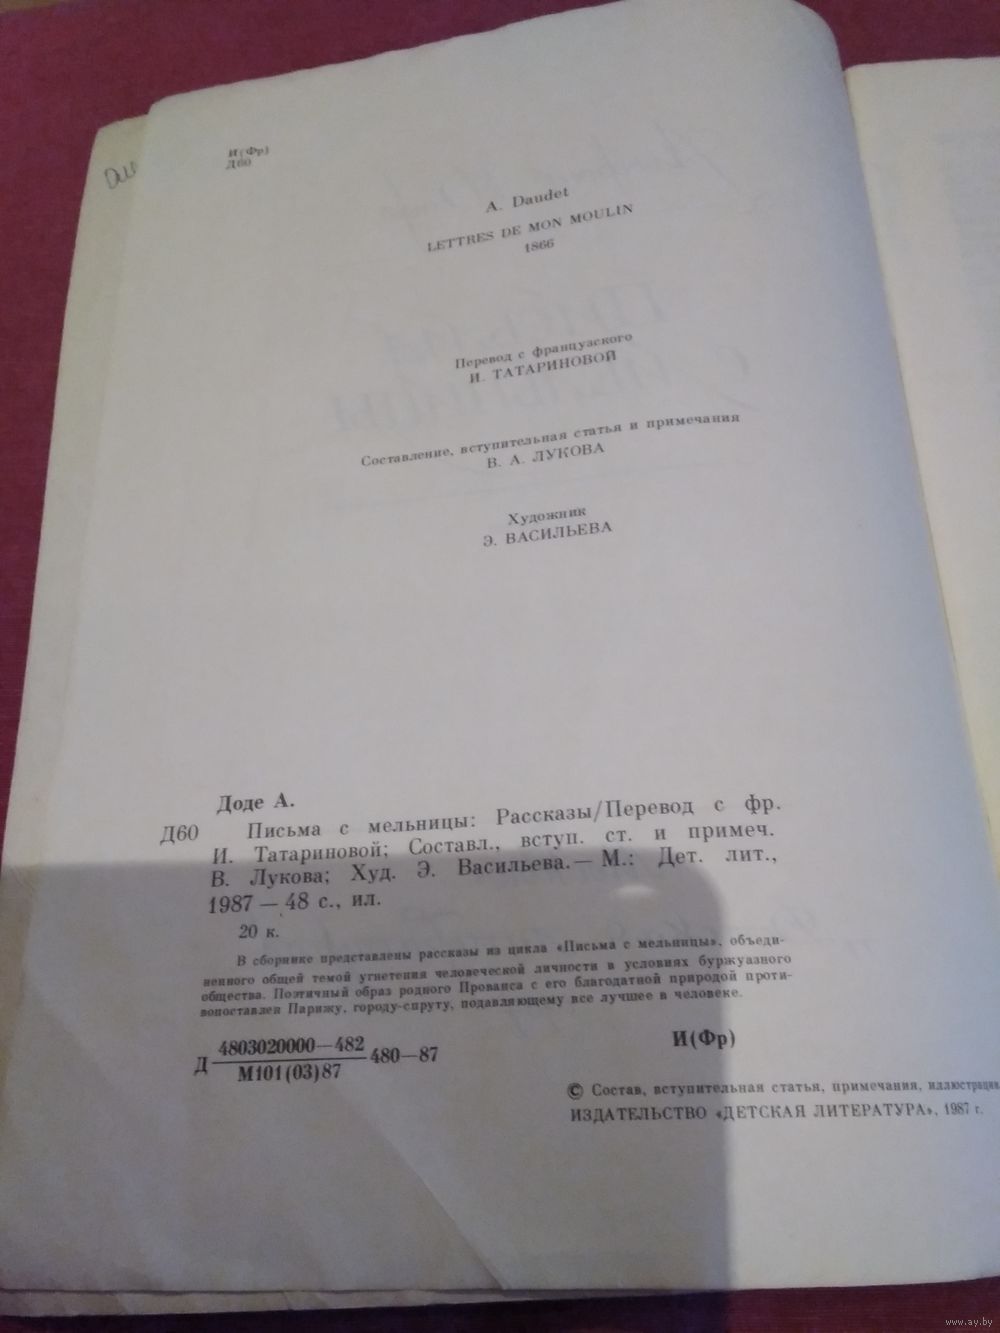 И(Фр)
Д60
A. Daudet
LETTRES DE MON MOULIN
1866
Перевод с французского
И. ТАТАРИНОВОЙ
Составление, вступительная статья и примечания
В. А. ЛУКОВА
Художник
Э. ВАСИЛЬЕВА
Доде А.
Д60 Письма с мельницы: Рассказы/Перевод с фр.
И. Татариновой; Составл., вступ. ст. и примеч.
В. Лукова; Худ. Э. Васильева.— М.: Дет. лит.,
1987 — 48 с., ил.
20 к.
В сборнике представлены рассказы из цикла «Письма с мельницы», объеди-
ненного общей темой угнетения человеческой личности в условиях буржуазного
общества. Поэтичный образ родного Прованса с его благодатной природой проти-
вопоставлен Парижу, городу-спруту, подавляющему все лучшее в человеке.
Д 4803020000—482 480—87
М101(03)87
И(Фр)
© Состав, вступительная статья, примечания, иллюстрации.
ИЗДАТЕЛЬСТВО «ДЕТСКАЯ ЛИТЕРАТУРА», 1987 г.
www.ay.by